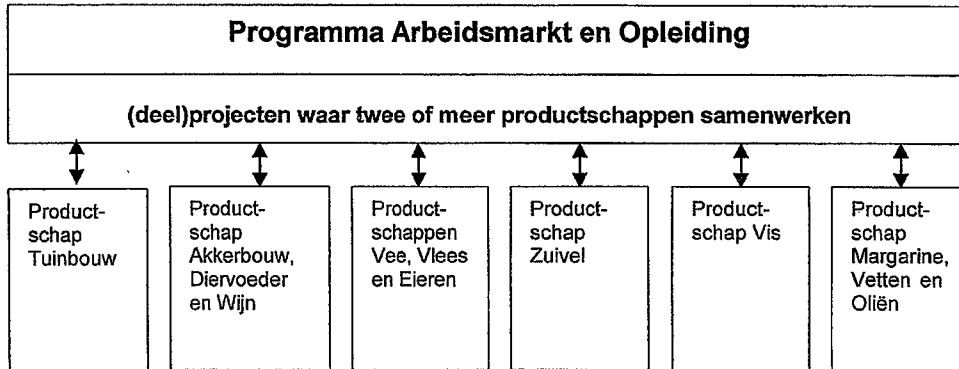 Programma Arbeidsmarkt en Opleiding
(deel)projecten waar twee of meer productschappen samenwerken
Product-
schap
Tuinbouw
Product-
schap
Akkerbouw,
Diervoeder
en Wijn
Product-
schappen
Vee, Vlees
en Eieren
Product-
schap
Zuivel
Product-
schap Vis
Product-
schap
Margarine,
Vetten en
Oliën